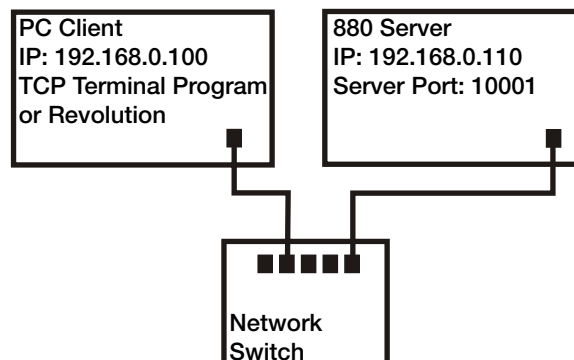 PC Client
IP: 192.168.0.100
TCP Terminal Program
or Revolution
880 Server
IP: 192.168.0.110
Server Port: 10001
Network
Switch